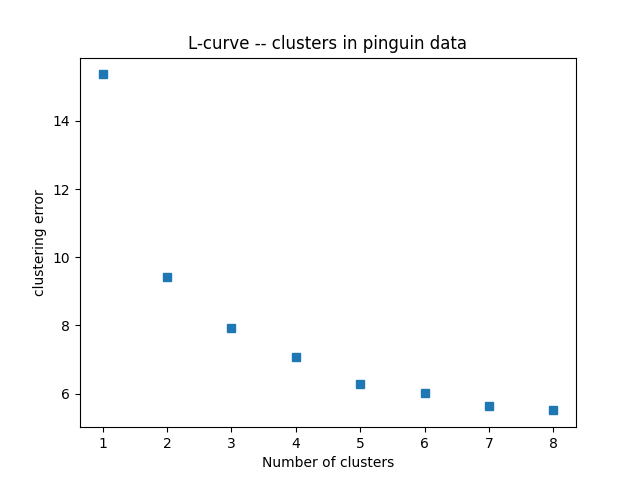 L-curve -- clusters in pinguin data
clustering error
14
12
10
8
6
1 2 3 4 5 6 7 8
Number of clusters